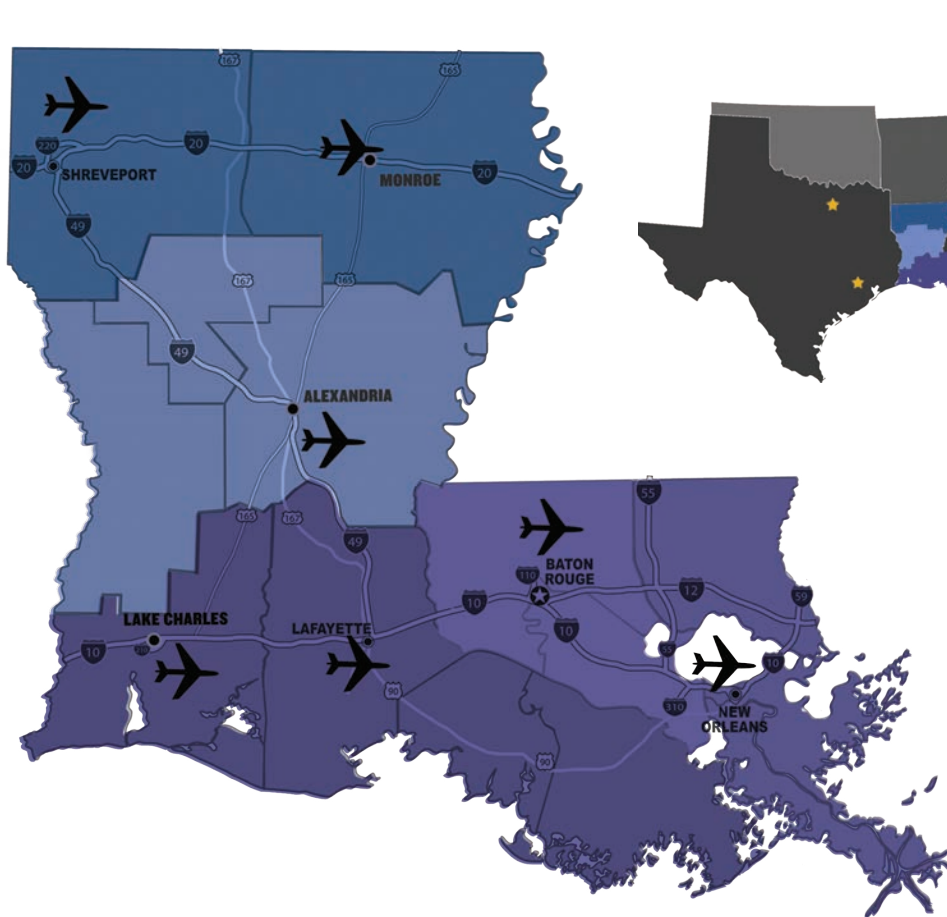 167
165
220
20
20
20
SHREVEPORT
MONROE
49
167
165
49
ALEXANDRIA
165
167
49
55
110
BATON
ROUGE
10
12
59
LAKE CHARLES
LAFAYETTE
10
10
210
55
10
90
310
NEW
ORLEANS
90